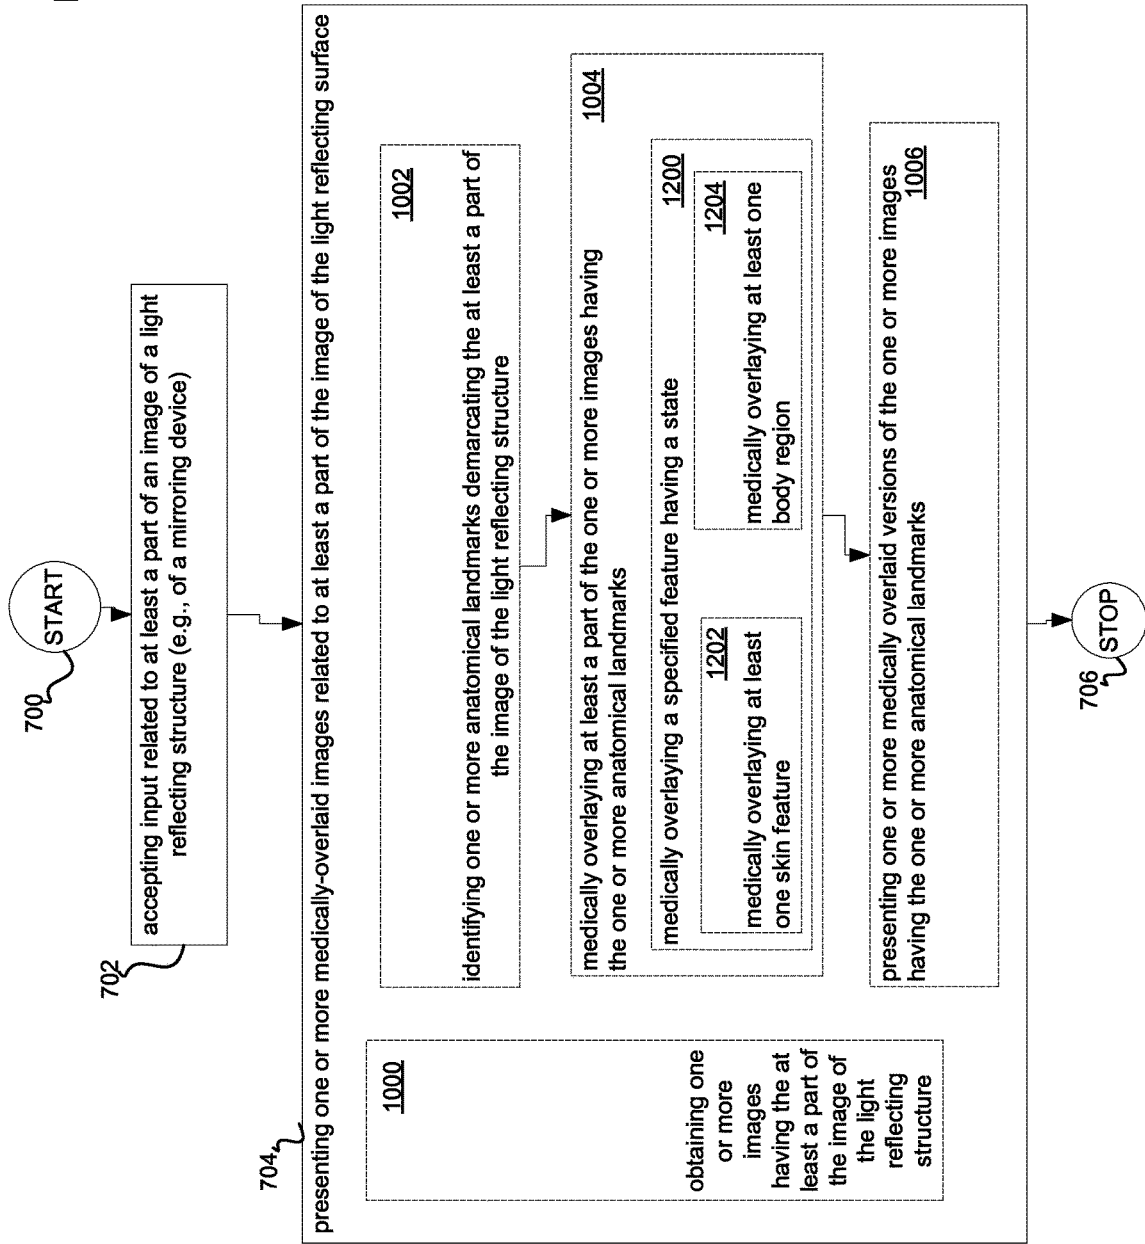 START
700
accepting input related to at least part of an image of a light
reflecting structure (e.g., of a mirroring device)
702
704
presenting one or more medically-overlaid images related to at least a part of the image of the light reflecting surface
1000
obtaining one
or more
images
having the at
least a part of
the image of
the light
reflecting
structure
1002
identifying one or more anatomical landmarks demarcating the at least a part of
the image of the light reflecting structure
1004
medically overlaying at least a part of the one or more images having
the one or more anatomical landmarks
1200
medically overlaying a specified feature having a state
1202
medically overlaying at least
one skin feature
1204
medically overlaying at least one
body region
presenting one or more medically overlaid versions of the one or more images
having the one or more anatomical landmarks
1006
706
STOP